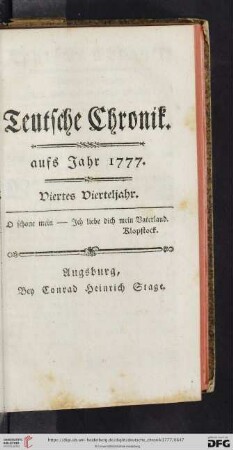 Teutsche Chronik.
aufs Jahr 1777.
Viertes Vierteljahr.
O schone mein — Ich liebe dich mein Vaterland.
Klopstock.
Augsburg,
Bey Conrad Heinrich Stage.
DFG